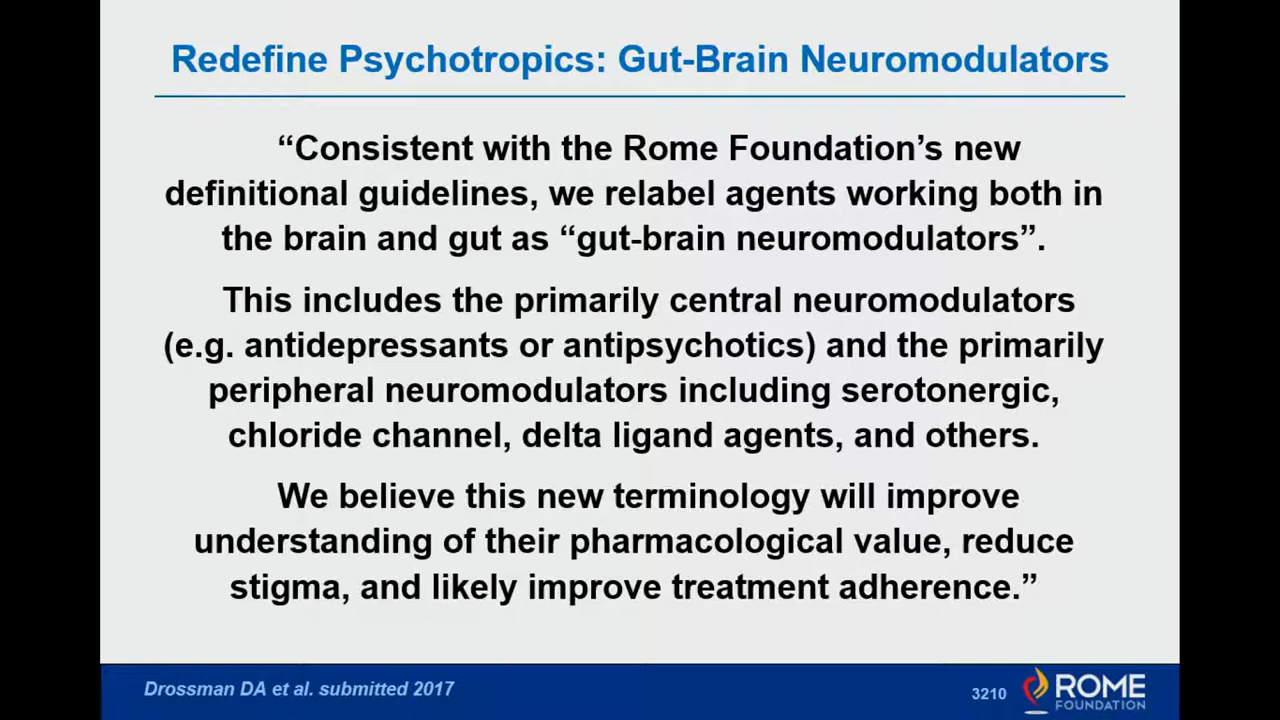 Redefine Psychotropics: Gut-Brain Neuromodulators
“Consistent with the Rome Foundation’s new
definitional guidelines, we relabel agents working both in
the brain and gut as “gut-brain neuromodulators”.
This includes the primarily central neuromodulators
(e.g. antidepressants or antipsychotics) and the primarily
peripheral neuromodulators including serotonergic,
chloride channel, delta ligand agents, and others.
We believe this new terminology will improve
understanding of their pharmacological value, reduce
stigma, and likely improve treatment adherence.”
Drossman DA et al. submitted 2017
3210
ROME
FOUNDATION